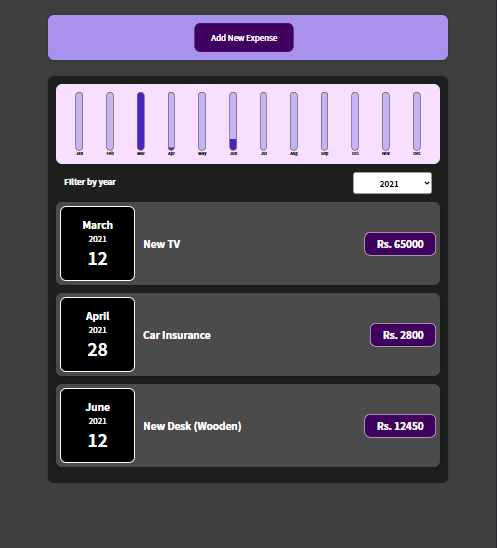 Add New Expense
Jan Feb Mar Apr May Jun Jul Aug Sep Oct Nov Dec
Filter by year
2021
March
2021
12
New TV
Rs. 65000
April
2021
28
Car Insurance
Rs. 2800
June
2021
12
New Desk (Wooden)
Rs. 12450